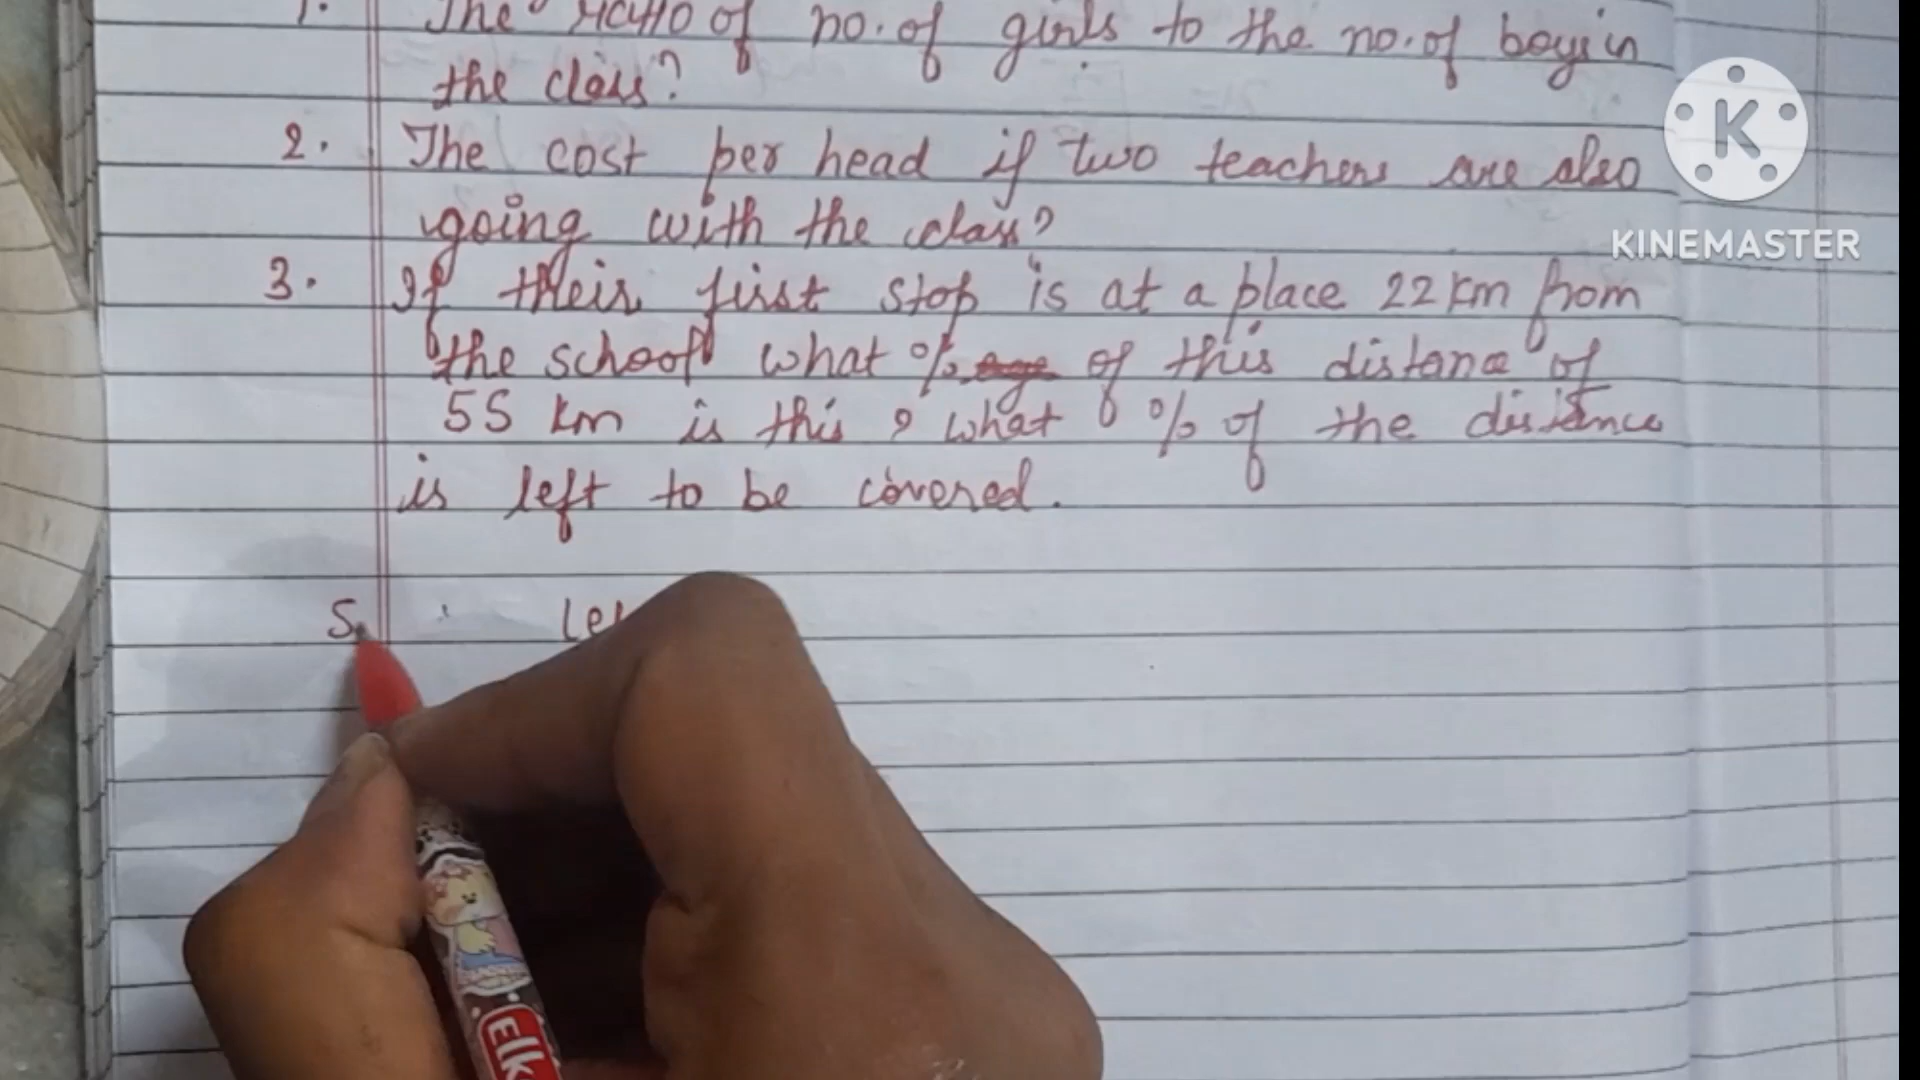 1. The ratio of no. of girls to the no. of boys in
the class?
2. The cost per head if two teachers are also
going with the class?
3. If their first stop is at a place 22 km from
the school what % of this distance of
55 km is this? what % of the distance
is left to be covered.
S. Let
K
KINEMASTER
Elk